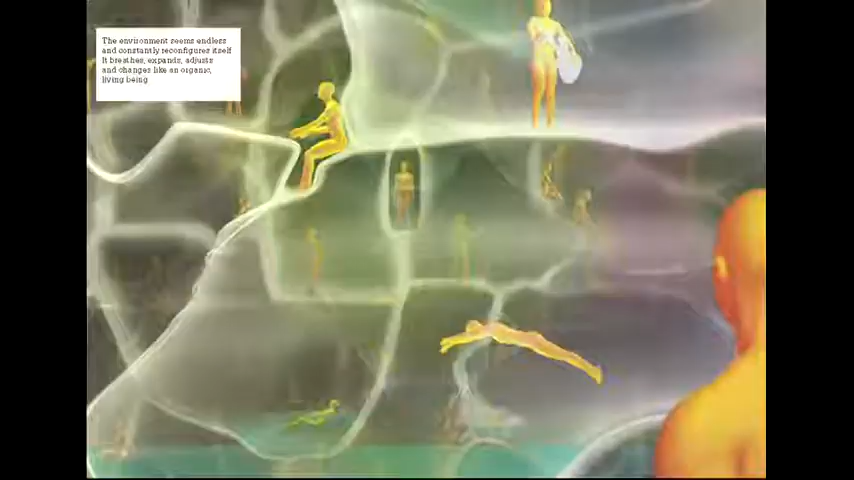 The environment seems endless
and constantly reconfigures itself
It breathes, expands, adjusts
and changes like an organic,
living being